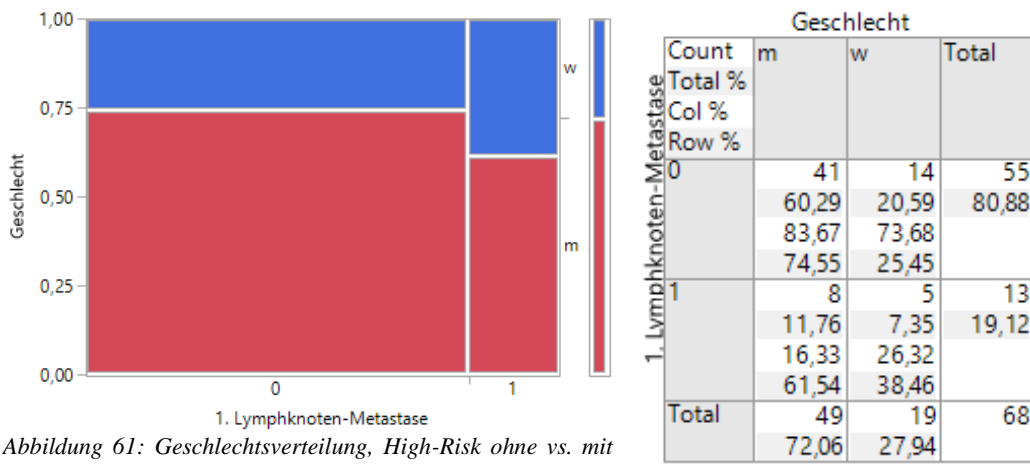 1,00
0,75
0,50
0,25
0,00
Geschlecht
w
m
0 1
1. Lymphknoten-Metastase
Abbildung 61: Geschlechtsverteilung, High-Risk ohne vs. mit
Geschlecht
1. Lymphknoten-Metastase
Count m w Total
Total %
Col %
Row %
0 41 14 55
60,29 20,59 80,88
83,67 73,68
74,55 25,45
1 8 5 13
11,76 7,35 19,12
16,33 26,32
61,54 38,46
Total 49 19 68
72,06 27,94